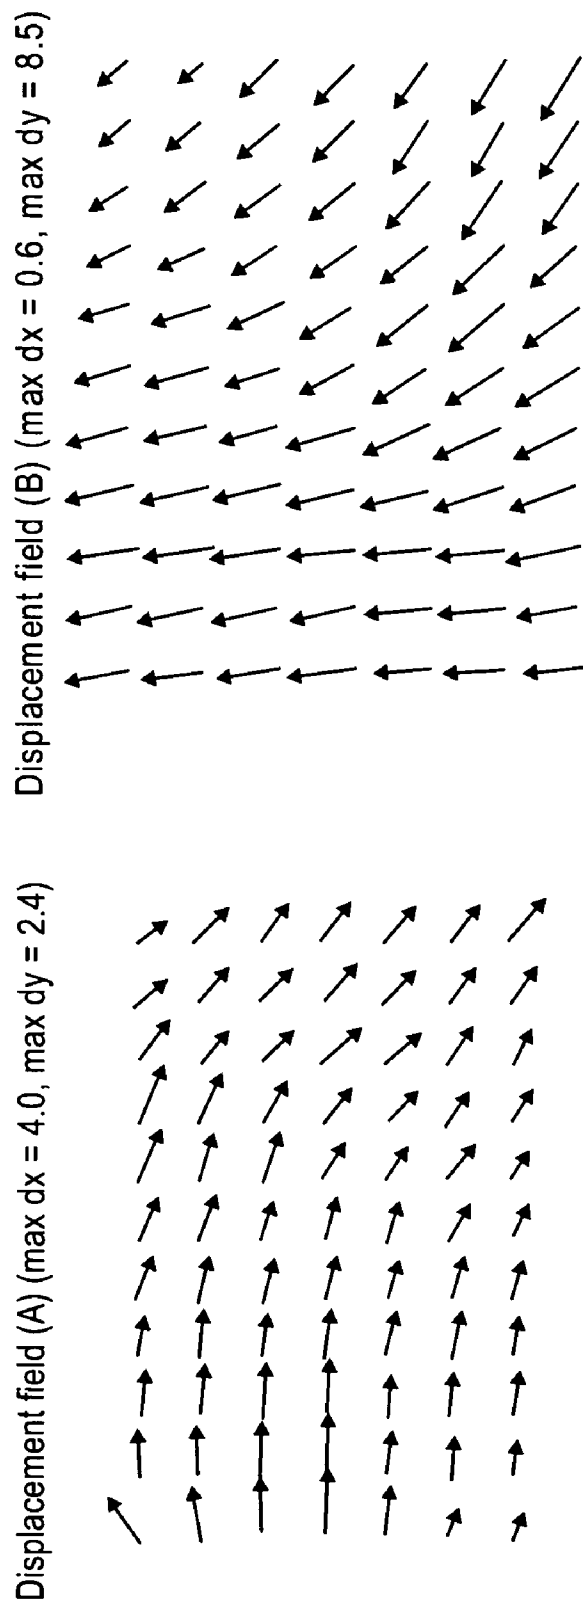 Displacement field (A) (max dx = 4.0, max dy = 2.4)
Displacement field (B) (max dx = 0.6, max dy = 8.5)